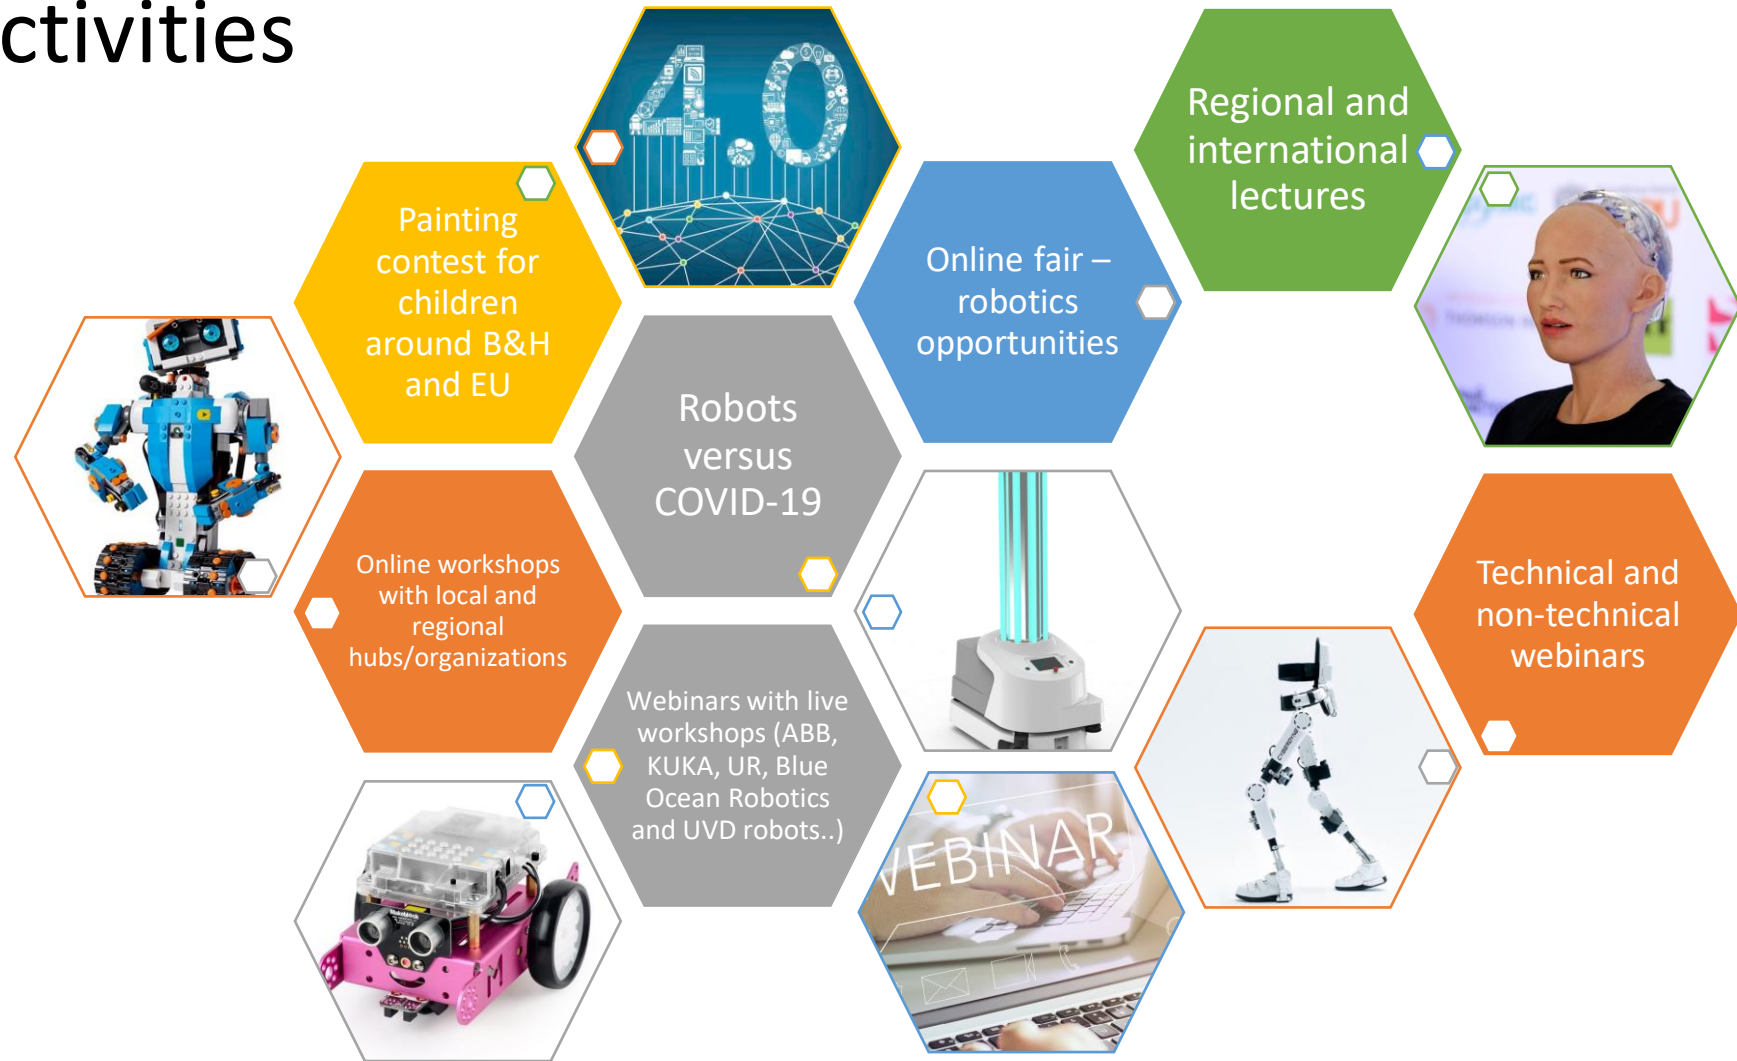 ctivities
4.0
Regional and
international
lectures
Painting
contest for
children
around B&H
and EU
Online fair –
robotics
opportunities
Robots
versus
COVID-19
Online workshops
with local and
regional
hubs/organizations
Technical and
non-technical
webinars
Webinars with live
workshops (ABB,
KUKA, UR, Blue
Ocean Robotics
and UVD robots..)
WEBINAR